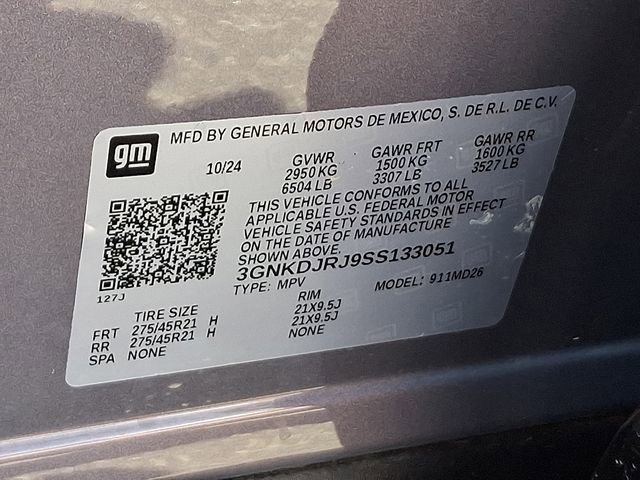 MFD BY GENERAL MOTORS DE MEXICO, S. DE R.L. DE C.V.
gm
10/24 GVWR GAWR FRT GAWR RR
2950 KG 1500 KG 1600 KG
6504 LB 3307 LB 3527 LB
THIS VEHICLE CONFORMS TO ALL
APPLICABLE U.S. FEDERAL MOTOR
VEHICLE SAFETY STANDARDS IN EFFECT
ON THE DATE OF MANUFACTURE
SHOWN ABOVE.
3GNKDJRJ9SS133051
127J
TYPE: MPV MODEL: 911MD26
TIRE SIZE RIM
FRT 275/45R21 H 21X9.5J
RR 275/45R21 H 21X9.5J
SPA NONE NONE